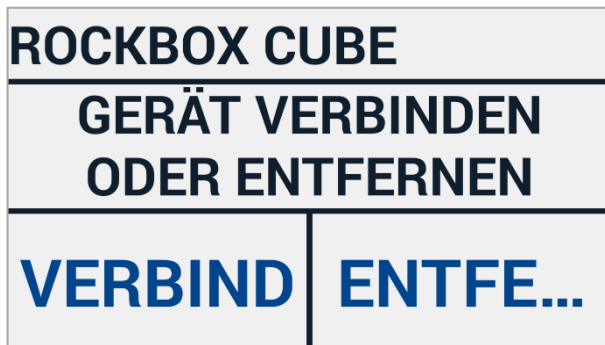 ROCKBOX CUBE
GERÄT VERBINDEN
ODER ENTFERNEN
VERBIND
ENTFE...